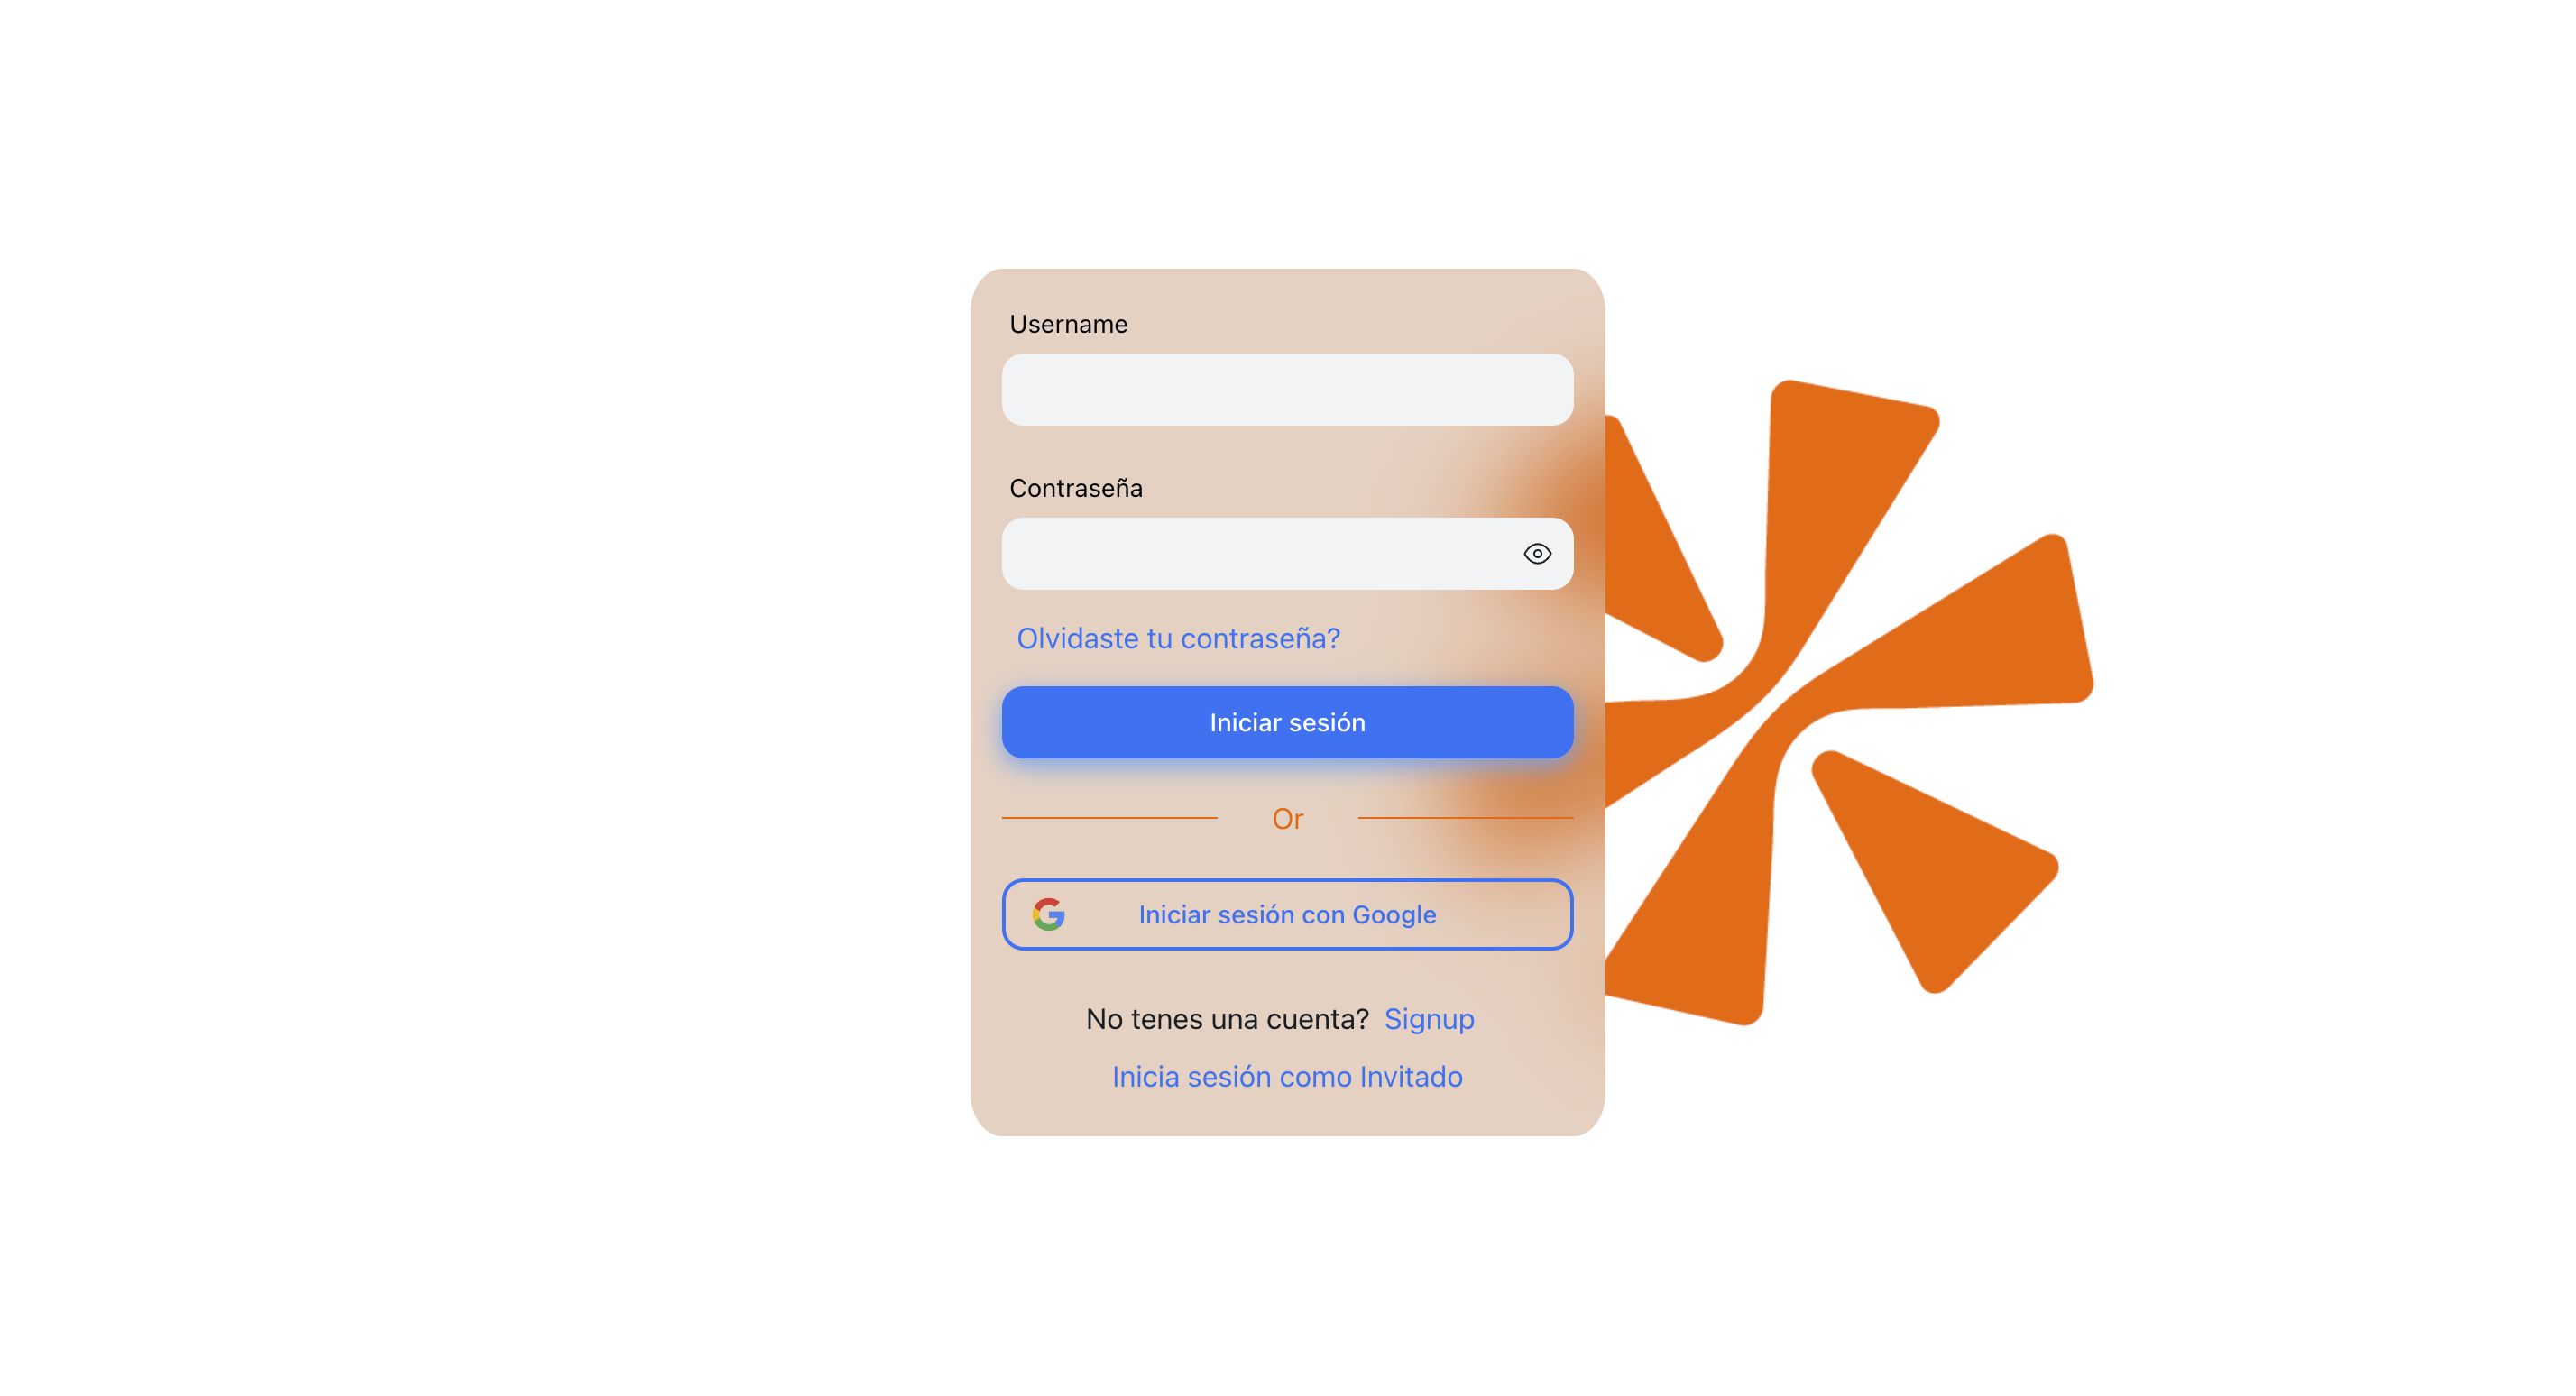 Username
Contraseña
Olvidaste tu contraseña?
Iniciar sesión
Or
Iniciar sesión con Google
No tenes una cuenta? Signup
Inicia sesión como Invitado